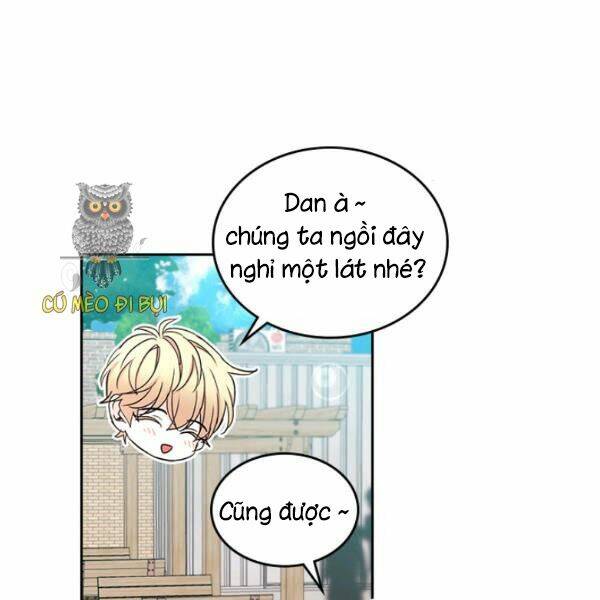 Dan à ~
chúng ta ngồi đây
nghỉ một lát nhé?
CÚ MÈO ĐI BỤI
Cũng được ~